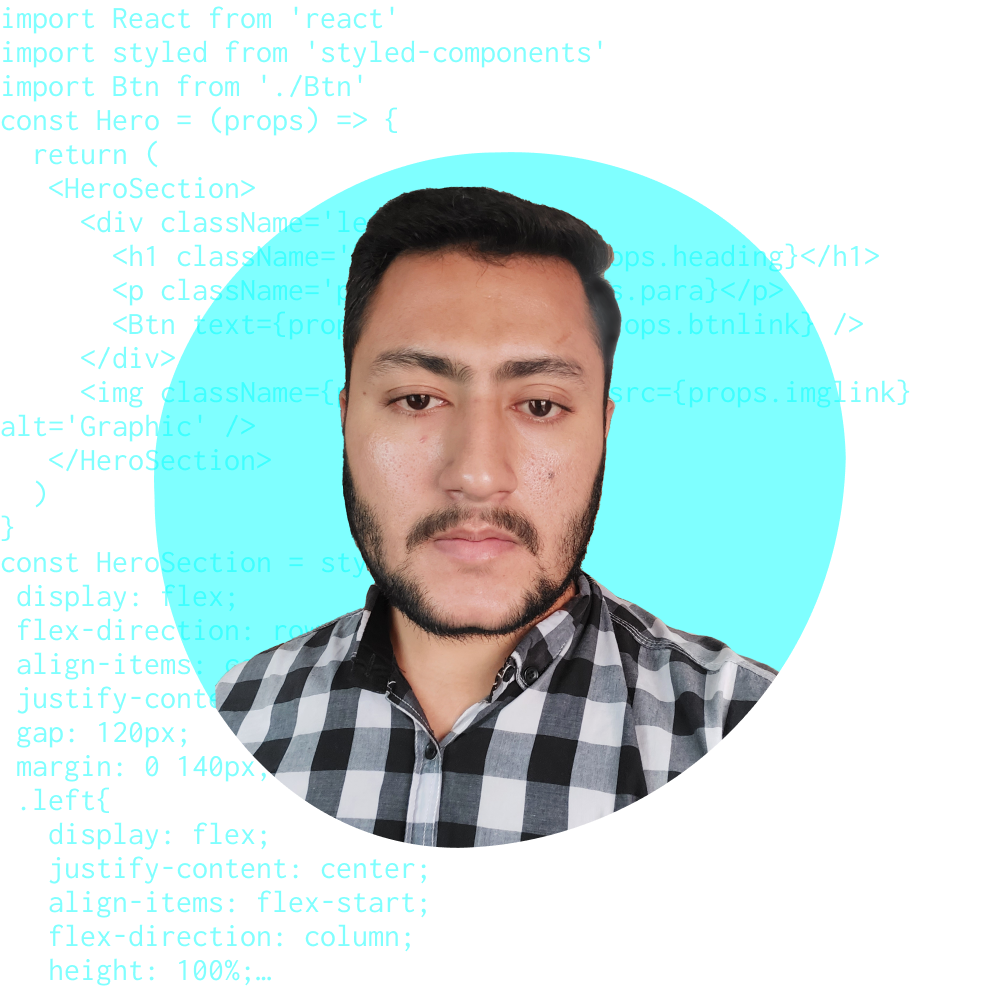 import React from 'react'
import styled from 'styled-components'
import Btn from './Btn'
const Hero = (props) => {
return (
<HeroSection>
<div className='le
<h1 className=' ops.heading}</h1>
<p className=' s.para}</p>
<Btn text={prop ops.btnlink} />
</div>
<img className={ src={props.imglink}
alt='Graphic' />
</HeroSection>
)
}
const HeroSection = sty
display: flex;
flex-direction: row
align-items: c
justify-conte
gap: 120px;
margin: 0 140px;
.left{
display: flex;
justify-content: center;
align-items: flex-start;
flex-direction: column;
height: 100%;…